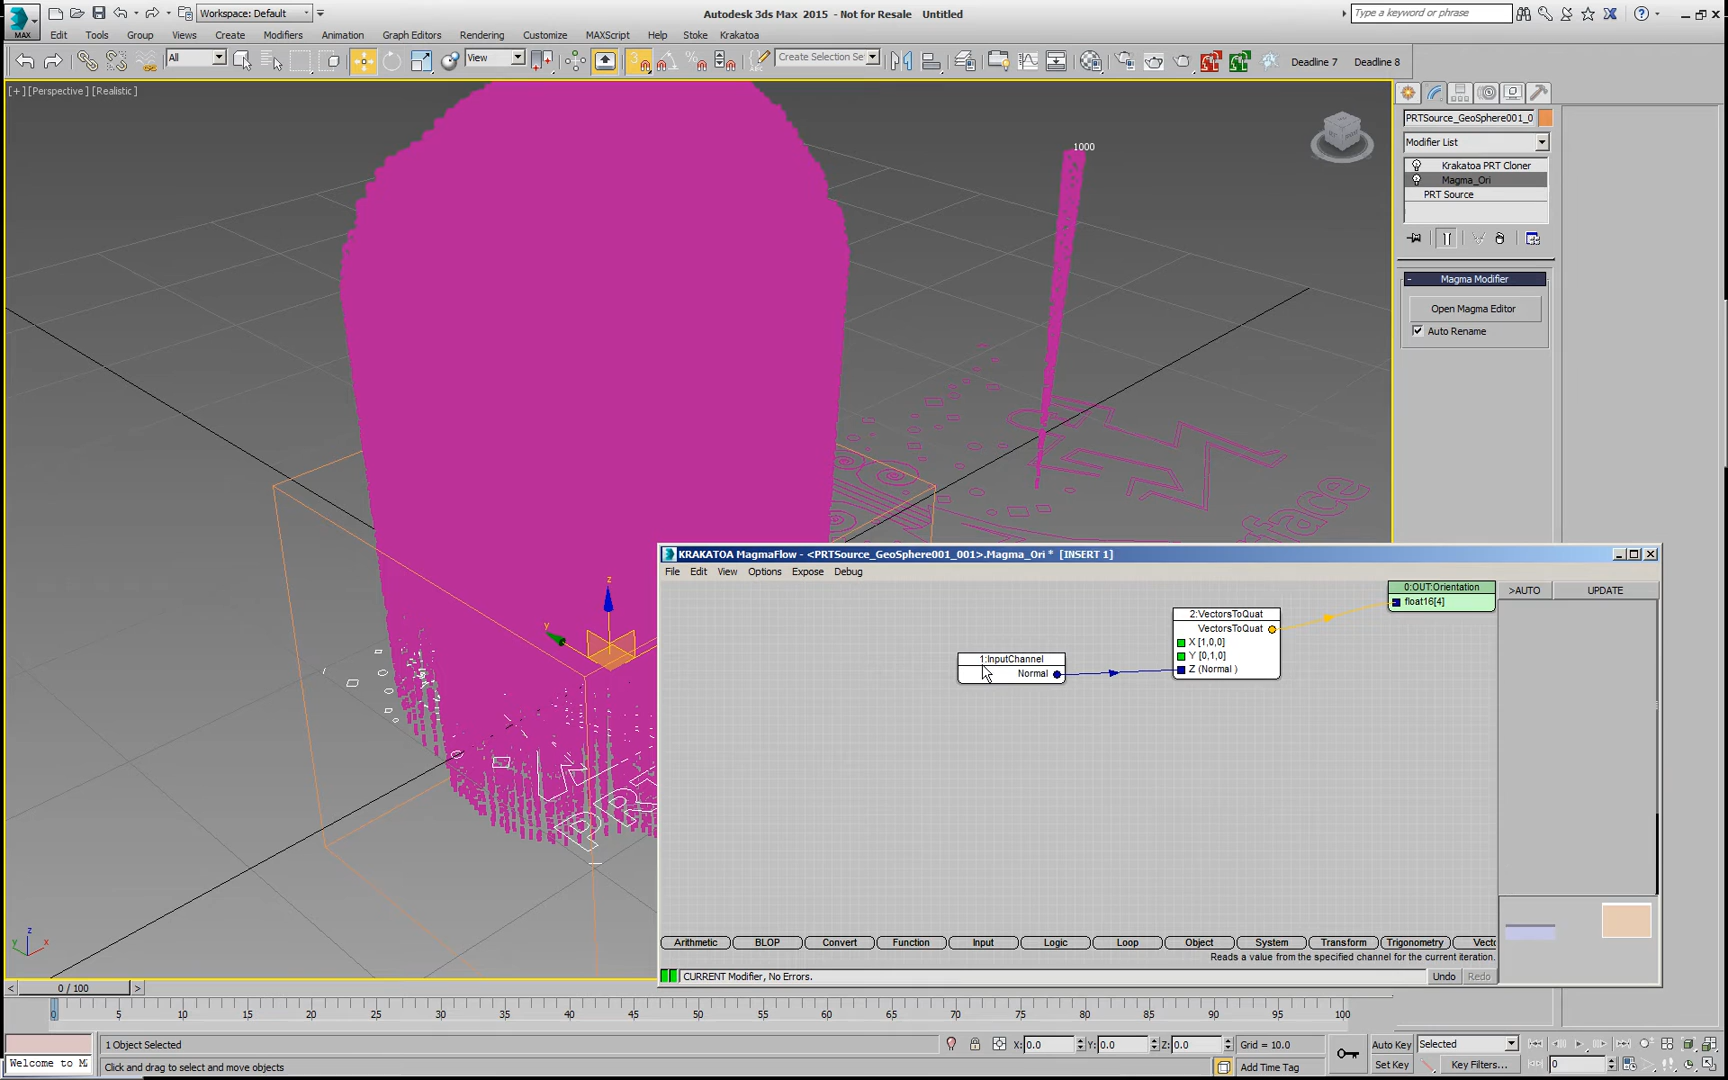 Autodesk 3ds Max 2015 - Not for Resale Untitled
MAX
Workspace: Default
Type a keyword or phrase
Edit Tools Group Views Create Modifiers Animation Graph Editors Rendering Customize MAXScript Help Stoke Krakatoa
All
View
3
Create Selection Se
Deadline 7 Deadline 8
[+] [Perspective] [Realistic]
1000
z
y
PRTSource_GeoSphere001_0
Modifier List
Krakatoa PRT Cloner
Magma_Ori
PRT Source
Magma Modifier
Open Magma Editor
Auto Rename
KRAKATOA MagmaFlow - <PRTSource_GeoSphere001_001>.Magma_Ori * [INSERT 1]
File Edit View Options Expose Debug
0:OUT:Orientation
float16[4]
>AUTO UPDATE
2:VectorsToQuat
VectorsToQuat
X [1,0,0]
Y [0,1,0]
Z (Normal )
1:InputChannel
Normal
Arithmetic BLOP Convert Function Input Logic Loop Object System Transform Trigonometry Vecto
Reads a value from the specified channel for the current iteration.
CURRENT Modifier, No Errors.
Undo Redo
z
y x
< 0 / 100 >
0 5 10 15 20 25 30 35 40 45 50 55 60 65 70 75 80 85 90 95 100
1 Object Selected
X: 0.0 Y: 0.0 Z: 0.0 Grid = 10.0
Auto Key Selected
Welcome to M
Click and drag to select and move objects
Add Time Tag
Set Key Key Filters... 0